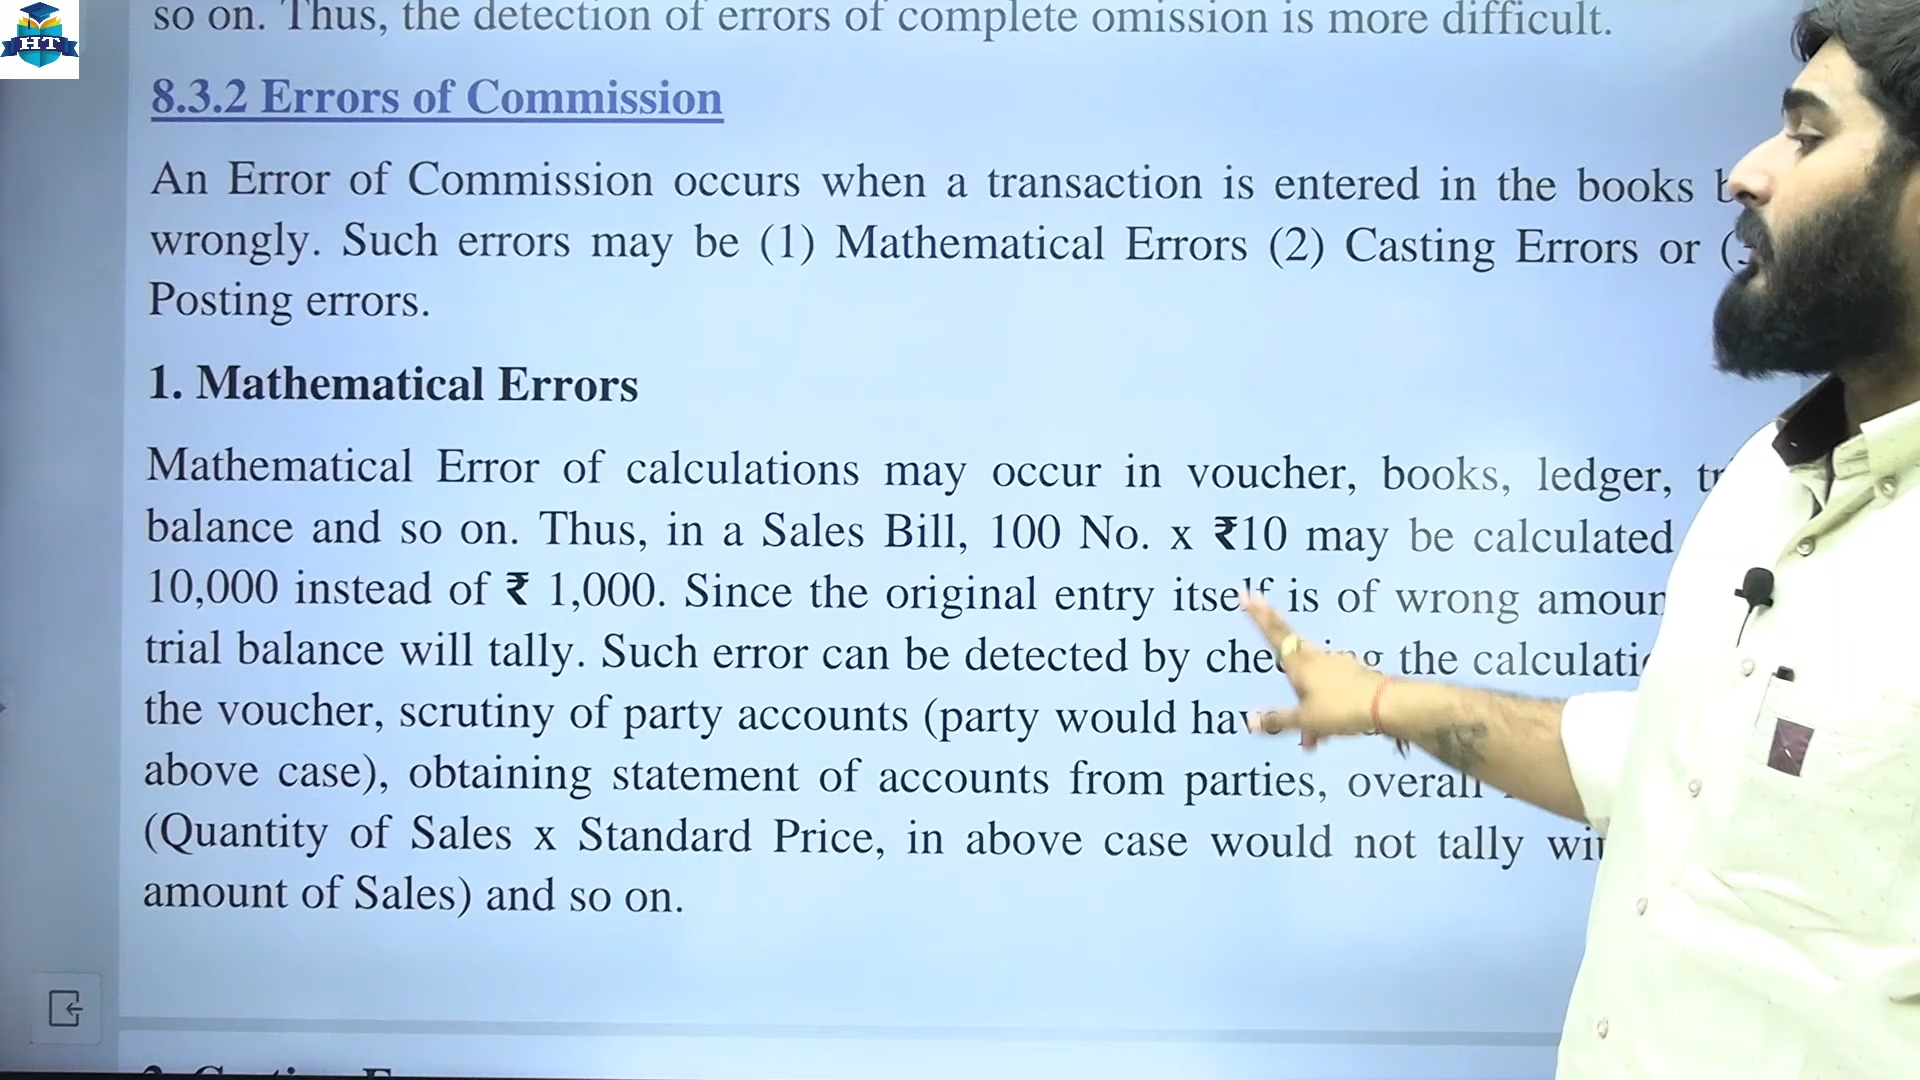 HT
so on. Thus, the detection of errors of complete omission is more difficult.
8.3.2 Errors of Commission
An Error of Commission occurs when a transaction is entered in the books
wrongly. Such errors may be (1) Mathematical Errors (2) Casting Errors or
Posting errors.
1. Mathematical Errors
Mathematical Error of calculations may occur in voucher, books, ledger,
balance and so on. Thus, in a Sales Bill, 100 No. x ₹10 may be calculated
10,000 instead of ₹ 1,000. Since the original entry itself is of wrong
trial balance will tally. Such error can be detected by checking the
the voucher, scrutiny of party accounts (party would have
above case), obtaining statement of accounts from parties, overall
(Quantity of Sales x Standard Price, in above case would not tally
amount of Sales) and so on.